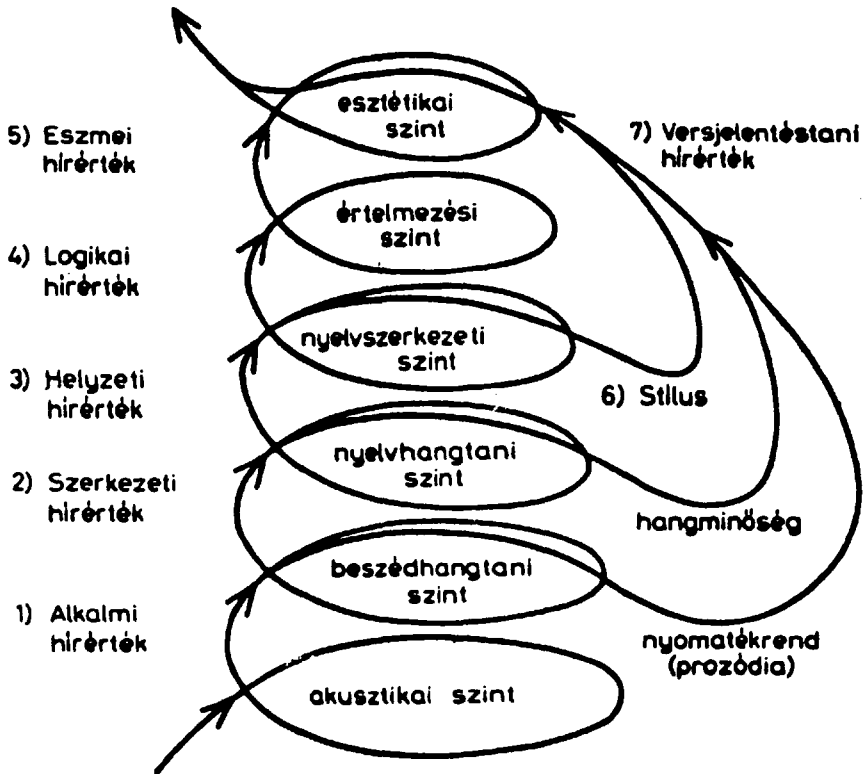 esztétikai
szint
5) Eszmei
hírérték
7) Versjelentéstani
hírérték
értelmezési
szint
4) Logikai
hírérték
nyelvszerkezeti
szint
3) Helyzeti
hírérték
6) Stílus
nyelvhangtani
szint
2) Szerkezeti
hírérték
hangminőség
beszédhangtani
szint
1) Alkalmi
hírérték
nyomatékrend
(prozódia)
akusztikai szint